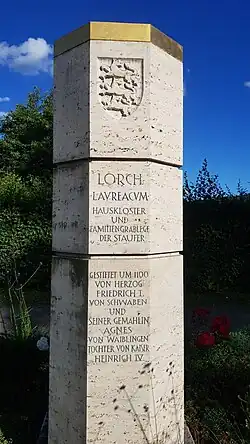 LORCH
LAUREACUM
HAUSKLOSTER
UND
FAMILIENGRABLEGE
DER STAUFER
GESTIFTET UM 1100
VON HERZOG
FRIEDRICH I.
VON SCHWABEN
UND
SEINER GEMAHLIN
AGNES
VON WAIBLINGEN
TOCHTER VON KAISER
HEINRICH IV.